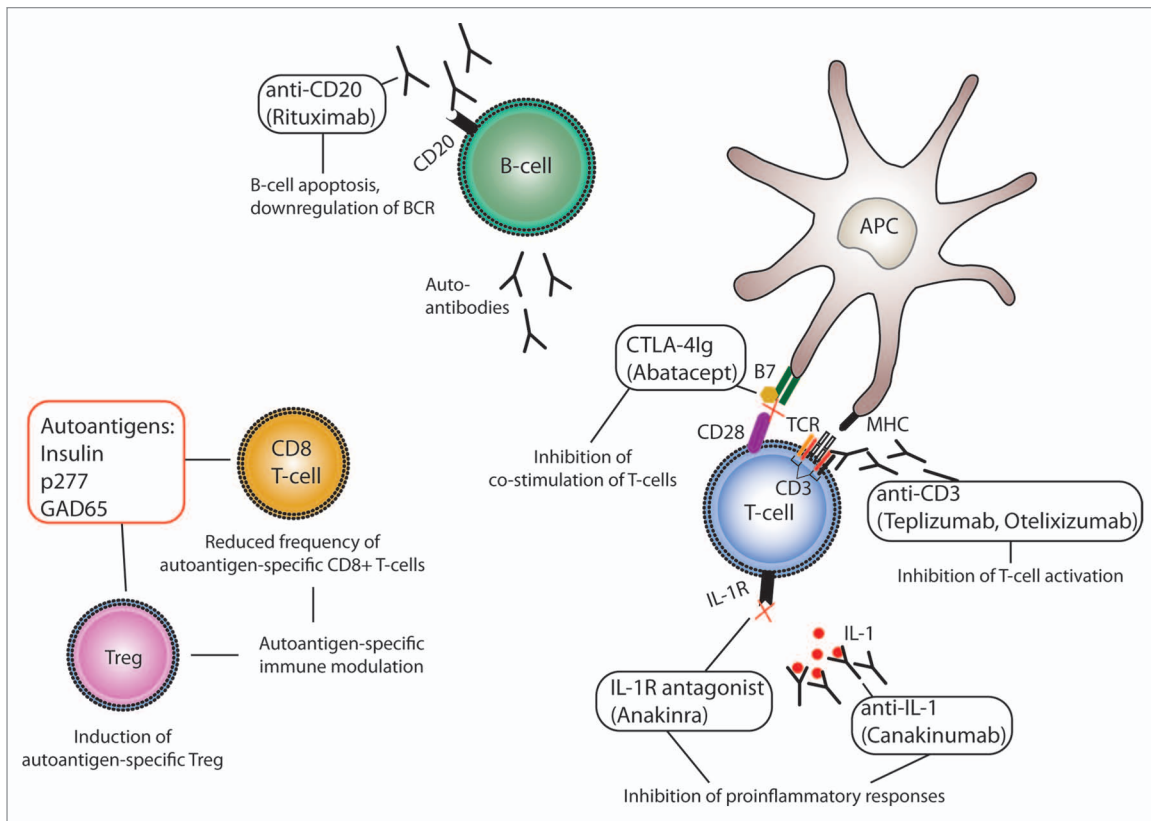 anti-CD20
(Rituximab)
CD20
B-cell
B-cell apoptosis,
downregulation of BCR
Auto-
antibodies
APC
CTLA-4Ig
(Abatacept)
B7
CD28
TCR
MHC
Inhibition of
co-stimulation of T-cells
CD3
T-cell
anti-CD3
(Teplizumab, Otelixizumab)
Inhibition of T-cell activation
IL-1R
IL-1
IL-1R antagonist
(Anakinra)
anti-IL-1
(Canakinumab)
Inhibition of proinflammatory responses
Autoantigens:
Insulin
p277
GAD65
CD8
T-cell
Reduced frequency of
autoantigen-specific CD8+ T-cells
Treg
Autoantigen-specific
immune modulation
Induction of
autoantigen-specific Treg